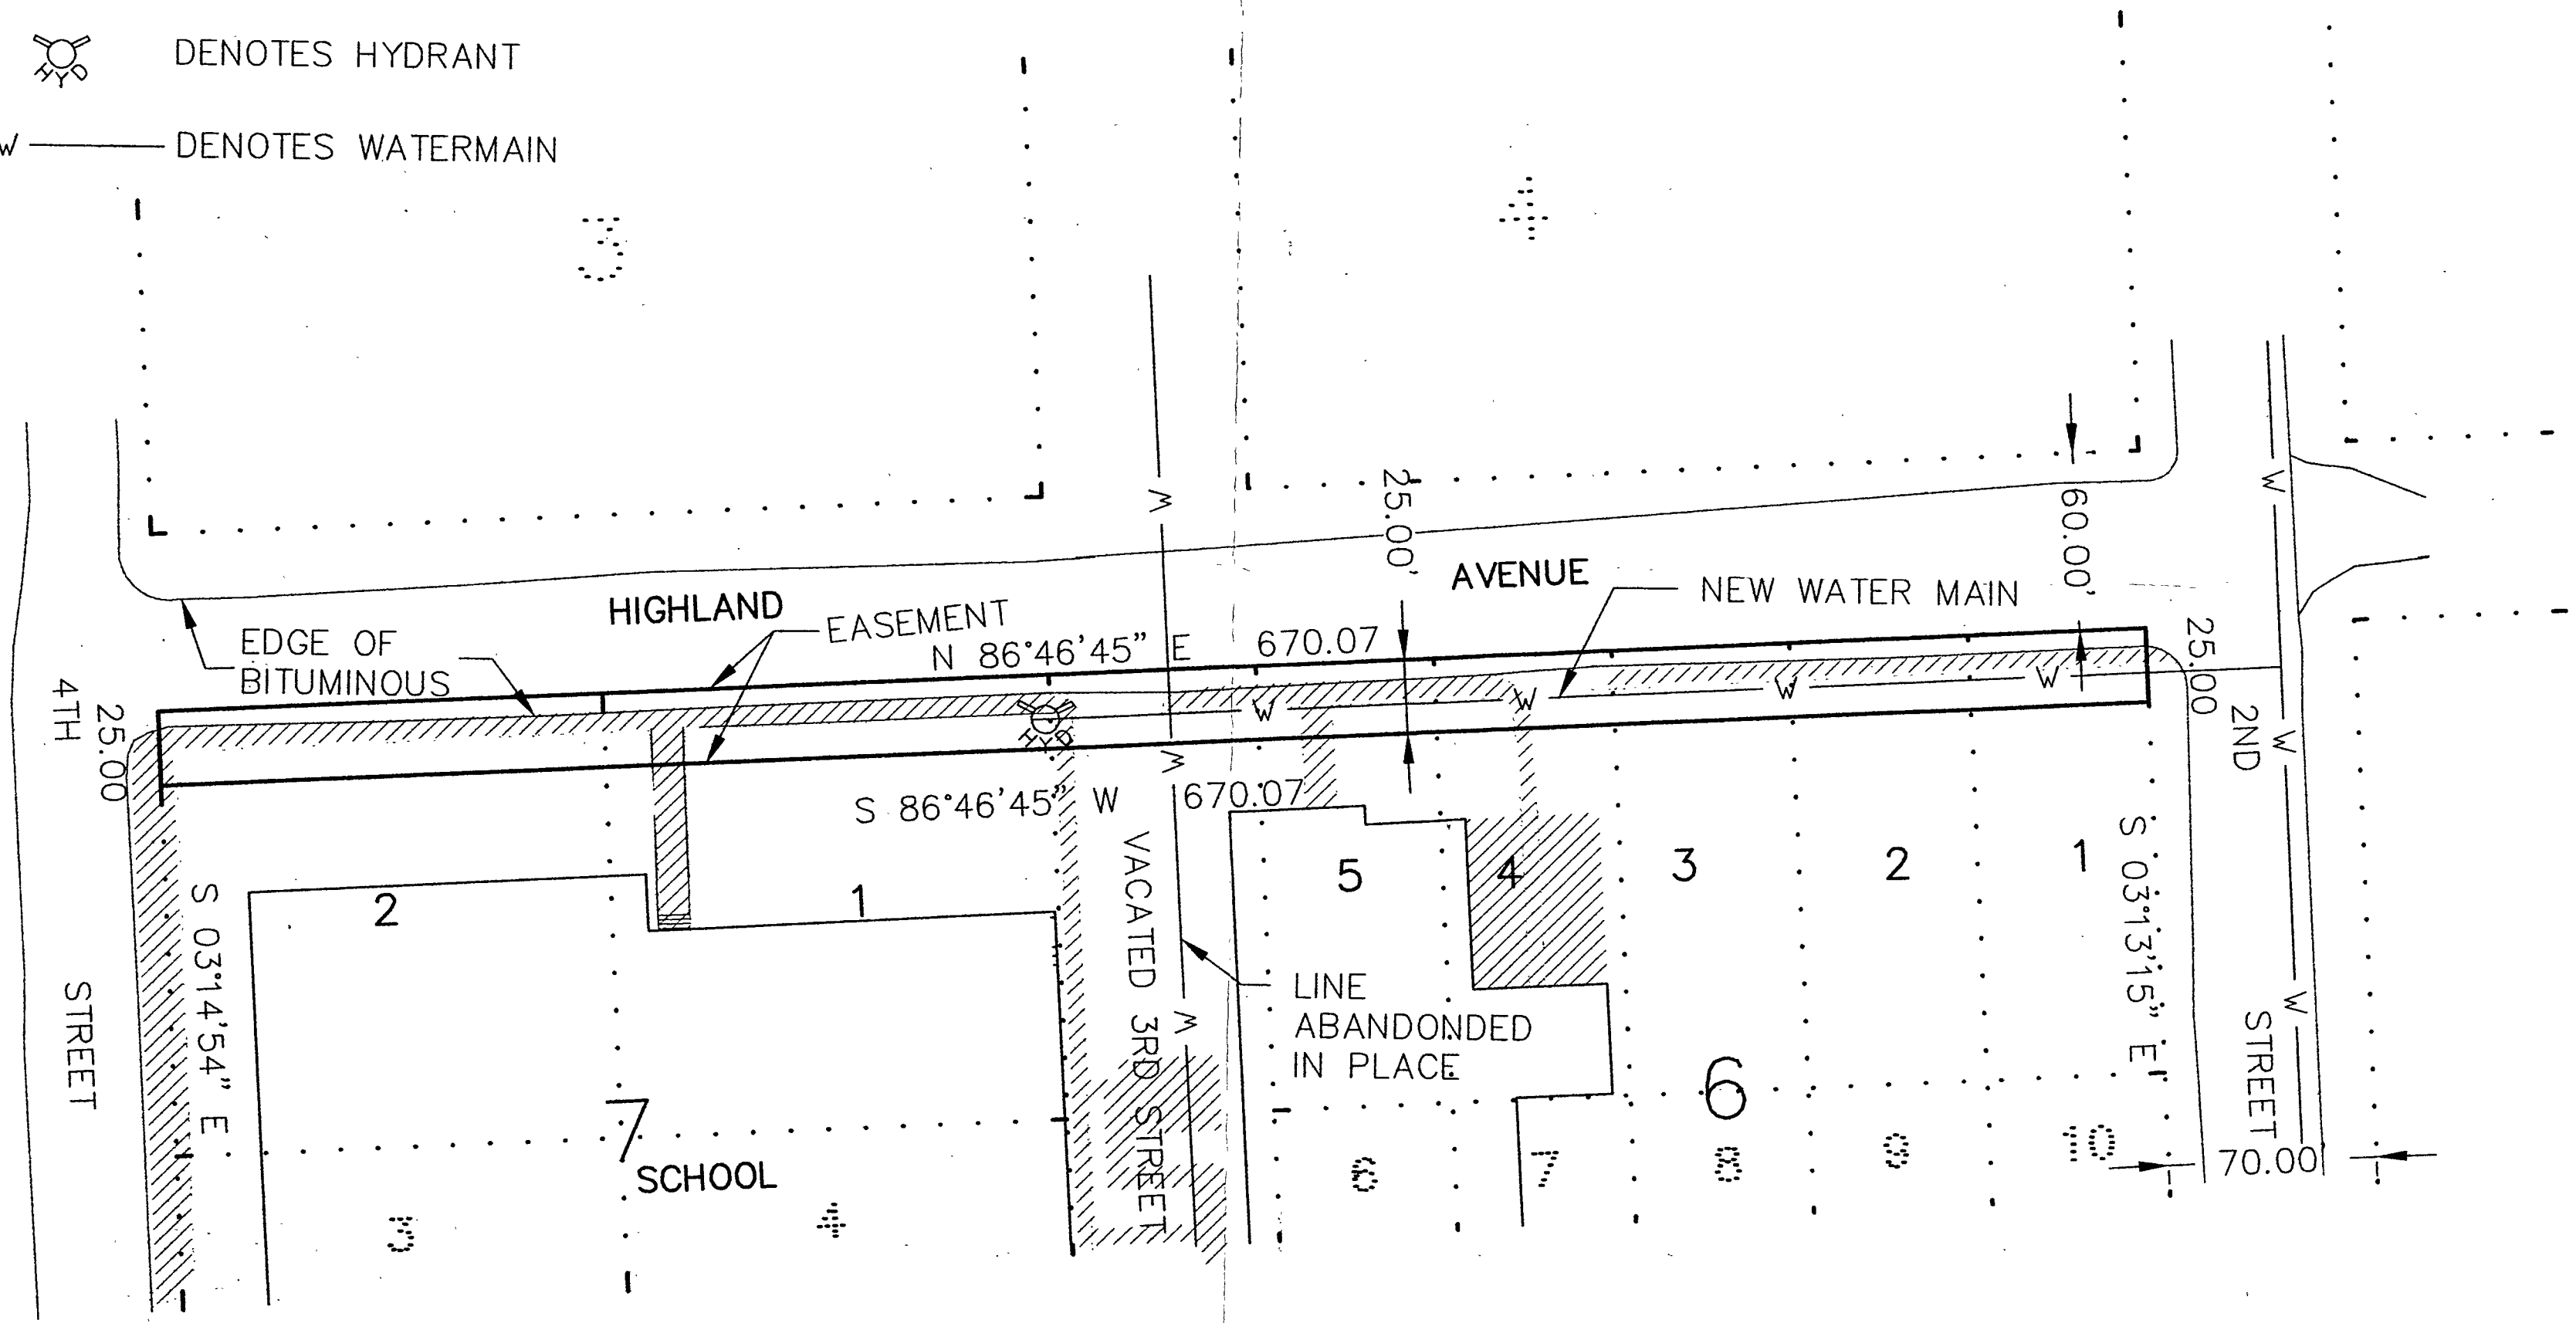 HYD DENOTES HYDRANT
W DENOTES WATERMAIN
3
4
25.00'
60.00'
HIGHLAND
AVENUE
EASEMENT
NEW WATER MAIN
EDGE OF
BITUMINOUS
N 86°46'45" E 670.07
W
W
W
W
W
W
W
W
W
W
HYD
4TH
STREET
25.00
25.00
2ND
STREET
S 86°46'45" W 670.07
S 03°14'54" E
S 03°13'15" E
VACATED 3RD STREET
2
1
5
4
3
2
1
LINE
ABANDONDED
IN PLACE
7
SCHOOL
6
3
4
6
7
8
9
10
70.00